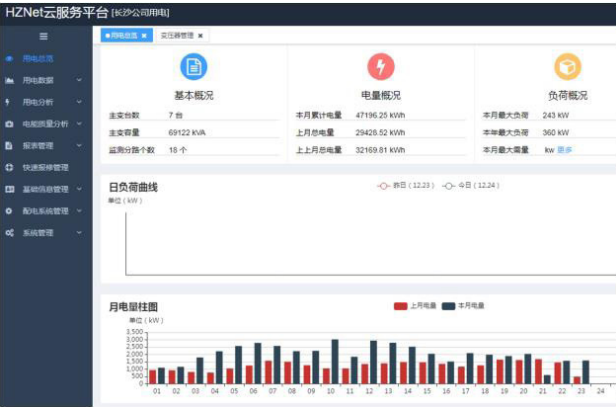 HZNet云服务平台 [长沙公司用电]
用电总览
用电数据
用电分析
电能质量分析
报表管理
快速报修管理
基础信息管理
配电系统管理
系统管理
用电总览 × 变压器管理 ×
基本概况
主变台数 7 台
主变容量 69122 kVA
监测分路个数 18 个
电量概况
本月累计电量 47196.25 kWh
上月总电量 29428.52 kWh
上上月总电量 32169.81 kWh
负荷概况
本月最大负荷 243 kW
本年最大负荷 360 kW
本月最大需量 kw 更多
日负荷曲线
单位(kW)
昨日(12.23) 今日(12.24)
月电量柱图
单位(kW)
上月电量 本月电量
3,500
3,000
2,500
2,000
1,500
1,000
500
0
01 02 03 04 05 06 07 08 09 10 11 12 13 14 15 16 17 18 19 20 21 22 23 24